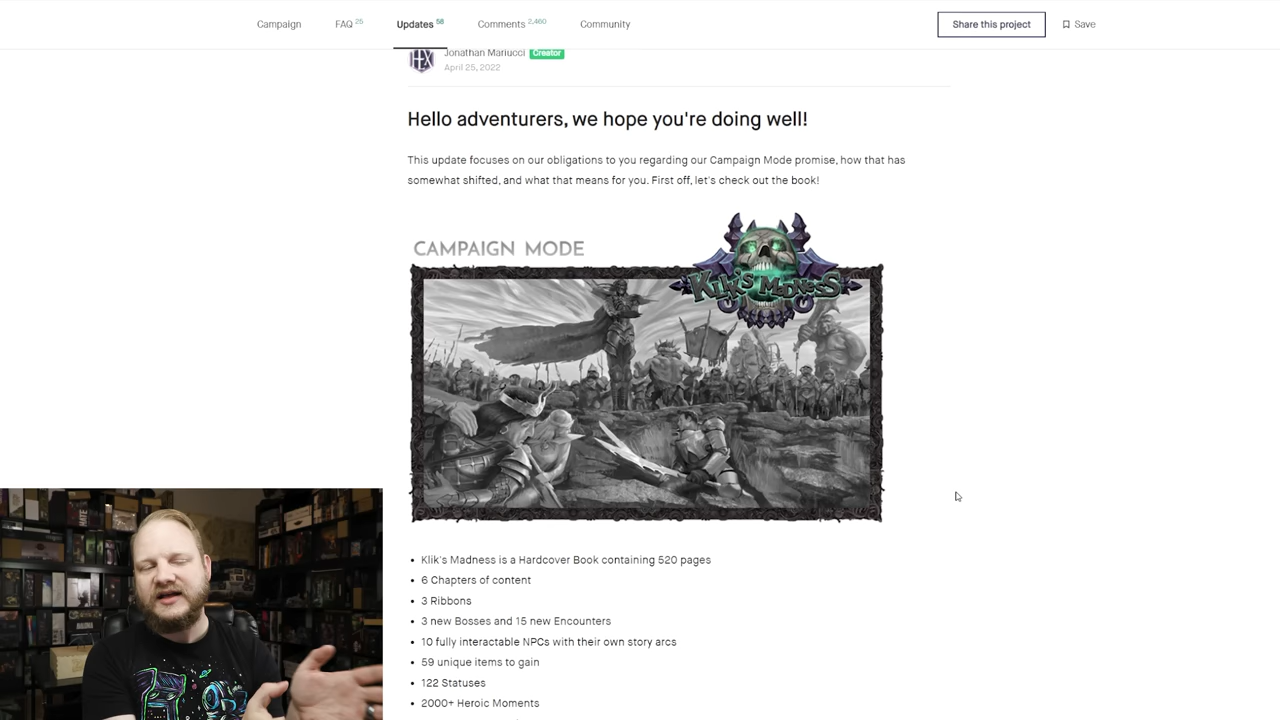 Campaign
FAQ 25
Updates 58
Comments 2,460
Community
Share this project
Save
HEX
Jonathan Mariucci Creator
April 25, 2022
Hello adventurers, we hope you're doing well!
This update focuses on our obligations to you regarding our Campaign Mode promise, how that has
somewhat shifted, and what that means for you. First off, let's check out the book!
CAMPAIGN MODE
KLIK'S MADNESS
• Klik's Madness is a Hardcover Book containing 520 pages
• 6 Chapters of content
• 3 Ribbons
• 3 new Bosses and 15 new Encounters
• 10 fully interactable NPCs with their own story arcs
• 59 unique items to gain
• 122 Statuses
• 2000+ Heroic Moments